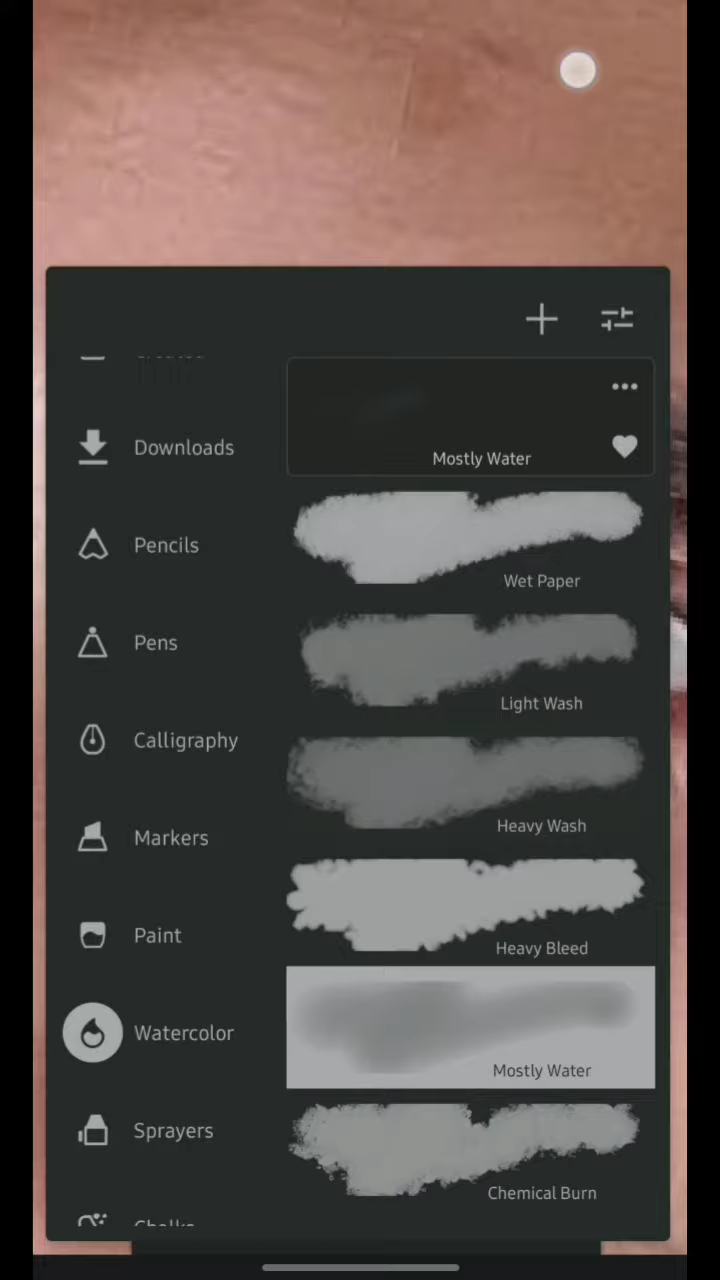 Downloads
Pencils
Pens
Calligraphy
Markers
Paint
Watercolor
Sprayers
Mostly Water
Wet Paper
Light Wash
Heavy Wash
Heavy Bleed
Mostly Water
Chemical Burn